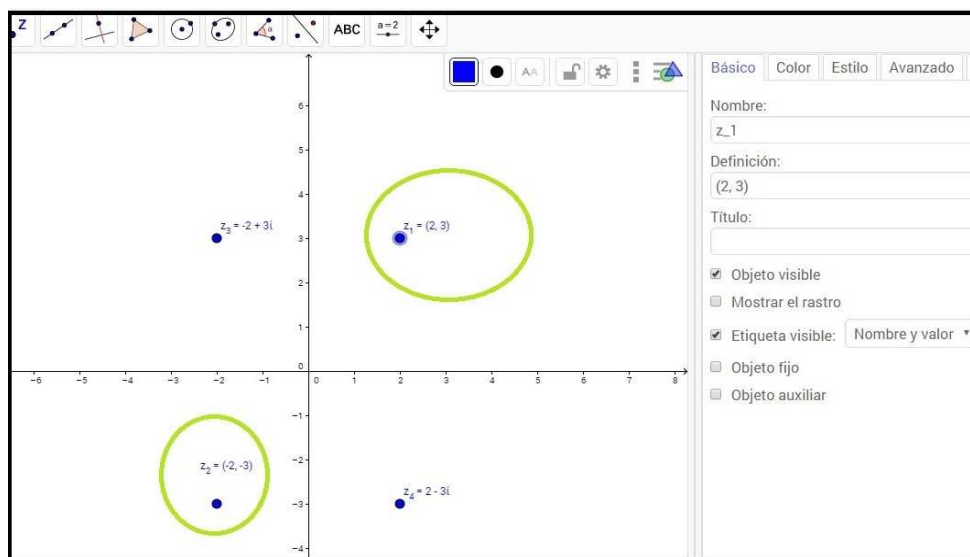 Z
ABC
a=2
AA
Básico Color Estilo Avanzado
Nombre:
z_1
Definición:
(2, 3)
Título:
Objeto visible
Mostrar el rastro
Etiqueta visible: Nombre y valor
Objeto fijo
Objeto auxiliar
6
5
4
z₃ = -2 + 3i
z₁ = (2, 3)
3
2
1
0
−6 −5 −4 −3 −2 −1 0 1 2 3 4 5 6 7 8
−1
−2
z₂ = (-2, -3)
z₄ = 2 - 3i
−3
−4